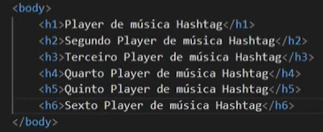 <body>
<h1>Player de música Hashtag</h1>
<h2>Segundo Player de música Hashtag</h2>
<h3>Terceiro Player de música Hashtag</h3>
<h4>Quarto Player de música Hashtag</h4>
<h5>Quinto Player de música Hashtag</h5>
<h6>Sexto Player de música Hashtag</h6>
</body>